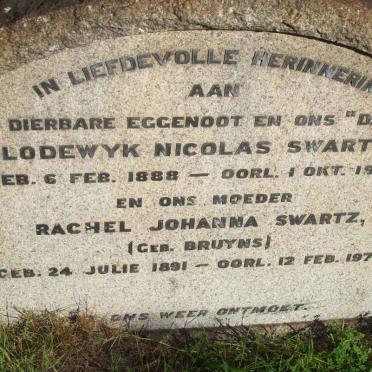 IN LIEFDEVOLLE HERINNERIN
AAN
DIERBARE EGGENOOT EN ONS "DA
LODEWYK NICOLAS SWART
EB. 6 FEB. 1888 — OORL. 1 OKT. 19
EN ONS MOEDER
RACHEL JOHANNA SWARTZ,
(GEB. BRUYNS)
GEB. 24 JULIE 1891 — OORL. 12 FEB. 197
ONS WEER ONTMOET.